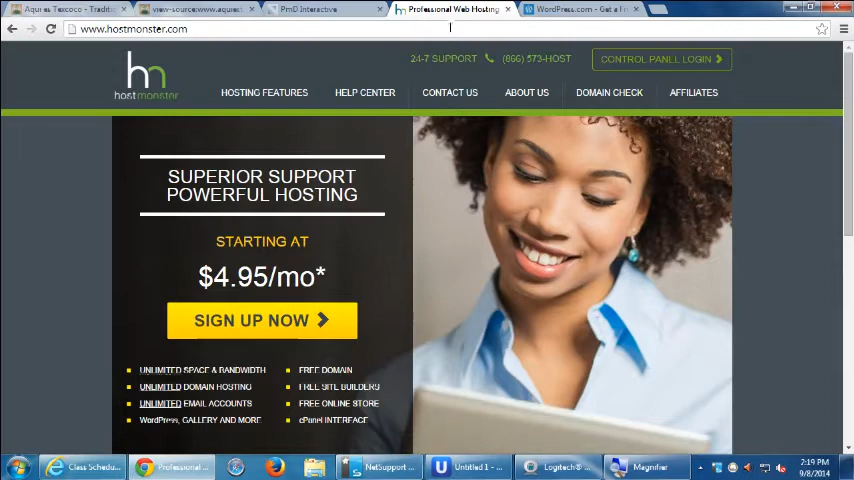 Aqui es Texcoco - Traditi
view-source:www.aquiest
PmD Interactive
Professional Web Hosting
WordPress.com - Get a Fr
www.hostmonster.com
24-7 SUPPORT (866) 573-HOST
CONTROL PANEL LOGIN
hn
hostmonster
HOSTING FEATURES HELP CENTER CONTACT US ABOUT US DOMAIN CHECK AFFILIATES
SUPERIOR SUPPORT
POWERFUL HOSTING
STARTING AT
$4.95/mo*
SIGN UP NOW
UNLIMITED SPACE & BANDWIDTH
UNLIMITED DOMAIN HOSTING
UNLIMITED EMAIL ACCOUNTS
WordPress, GALLERY AND MORE
FREE DOMAIN
FREE SITE BUILDERS
FREE ONLINE STORE
cPanel INTERFACE
Class Schedu...
Professional ...
NetSupport ...
Untitled 1 - ...
Logitech® ...
Magnifier
2:19 PM
9/8/2014